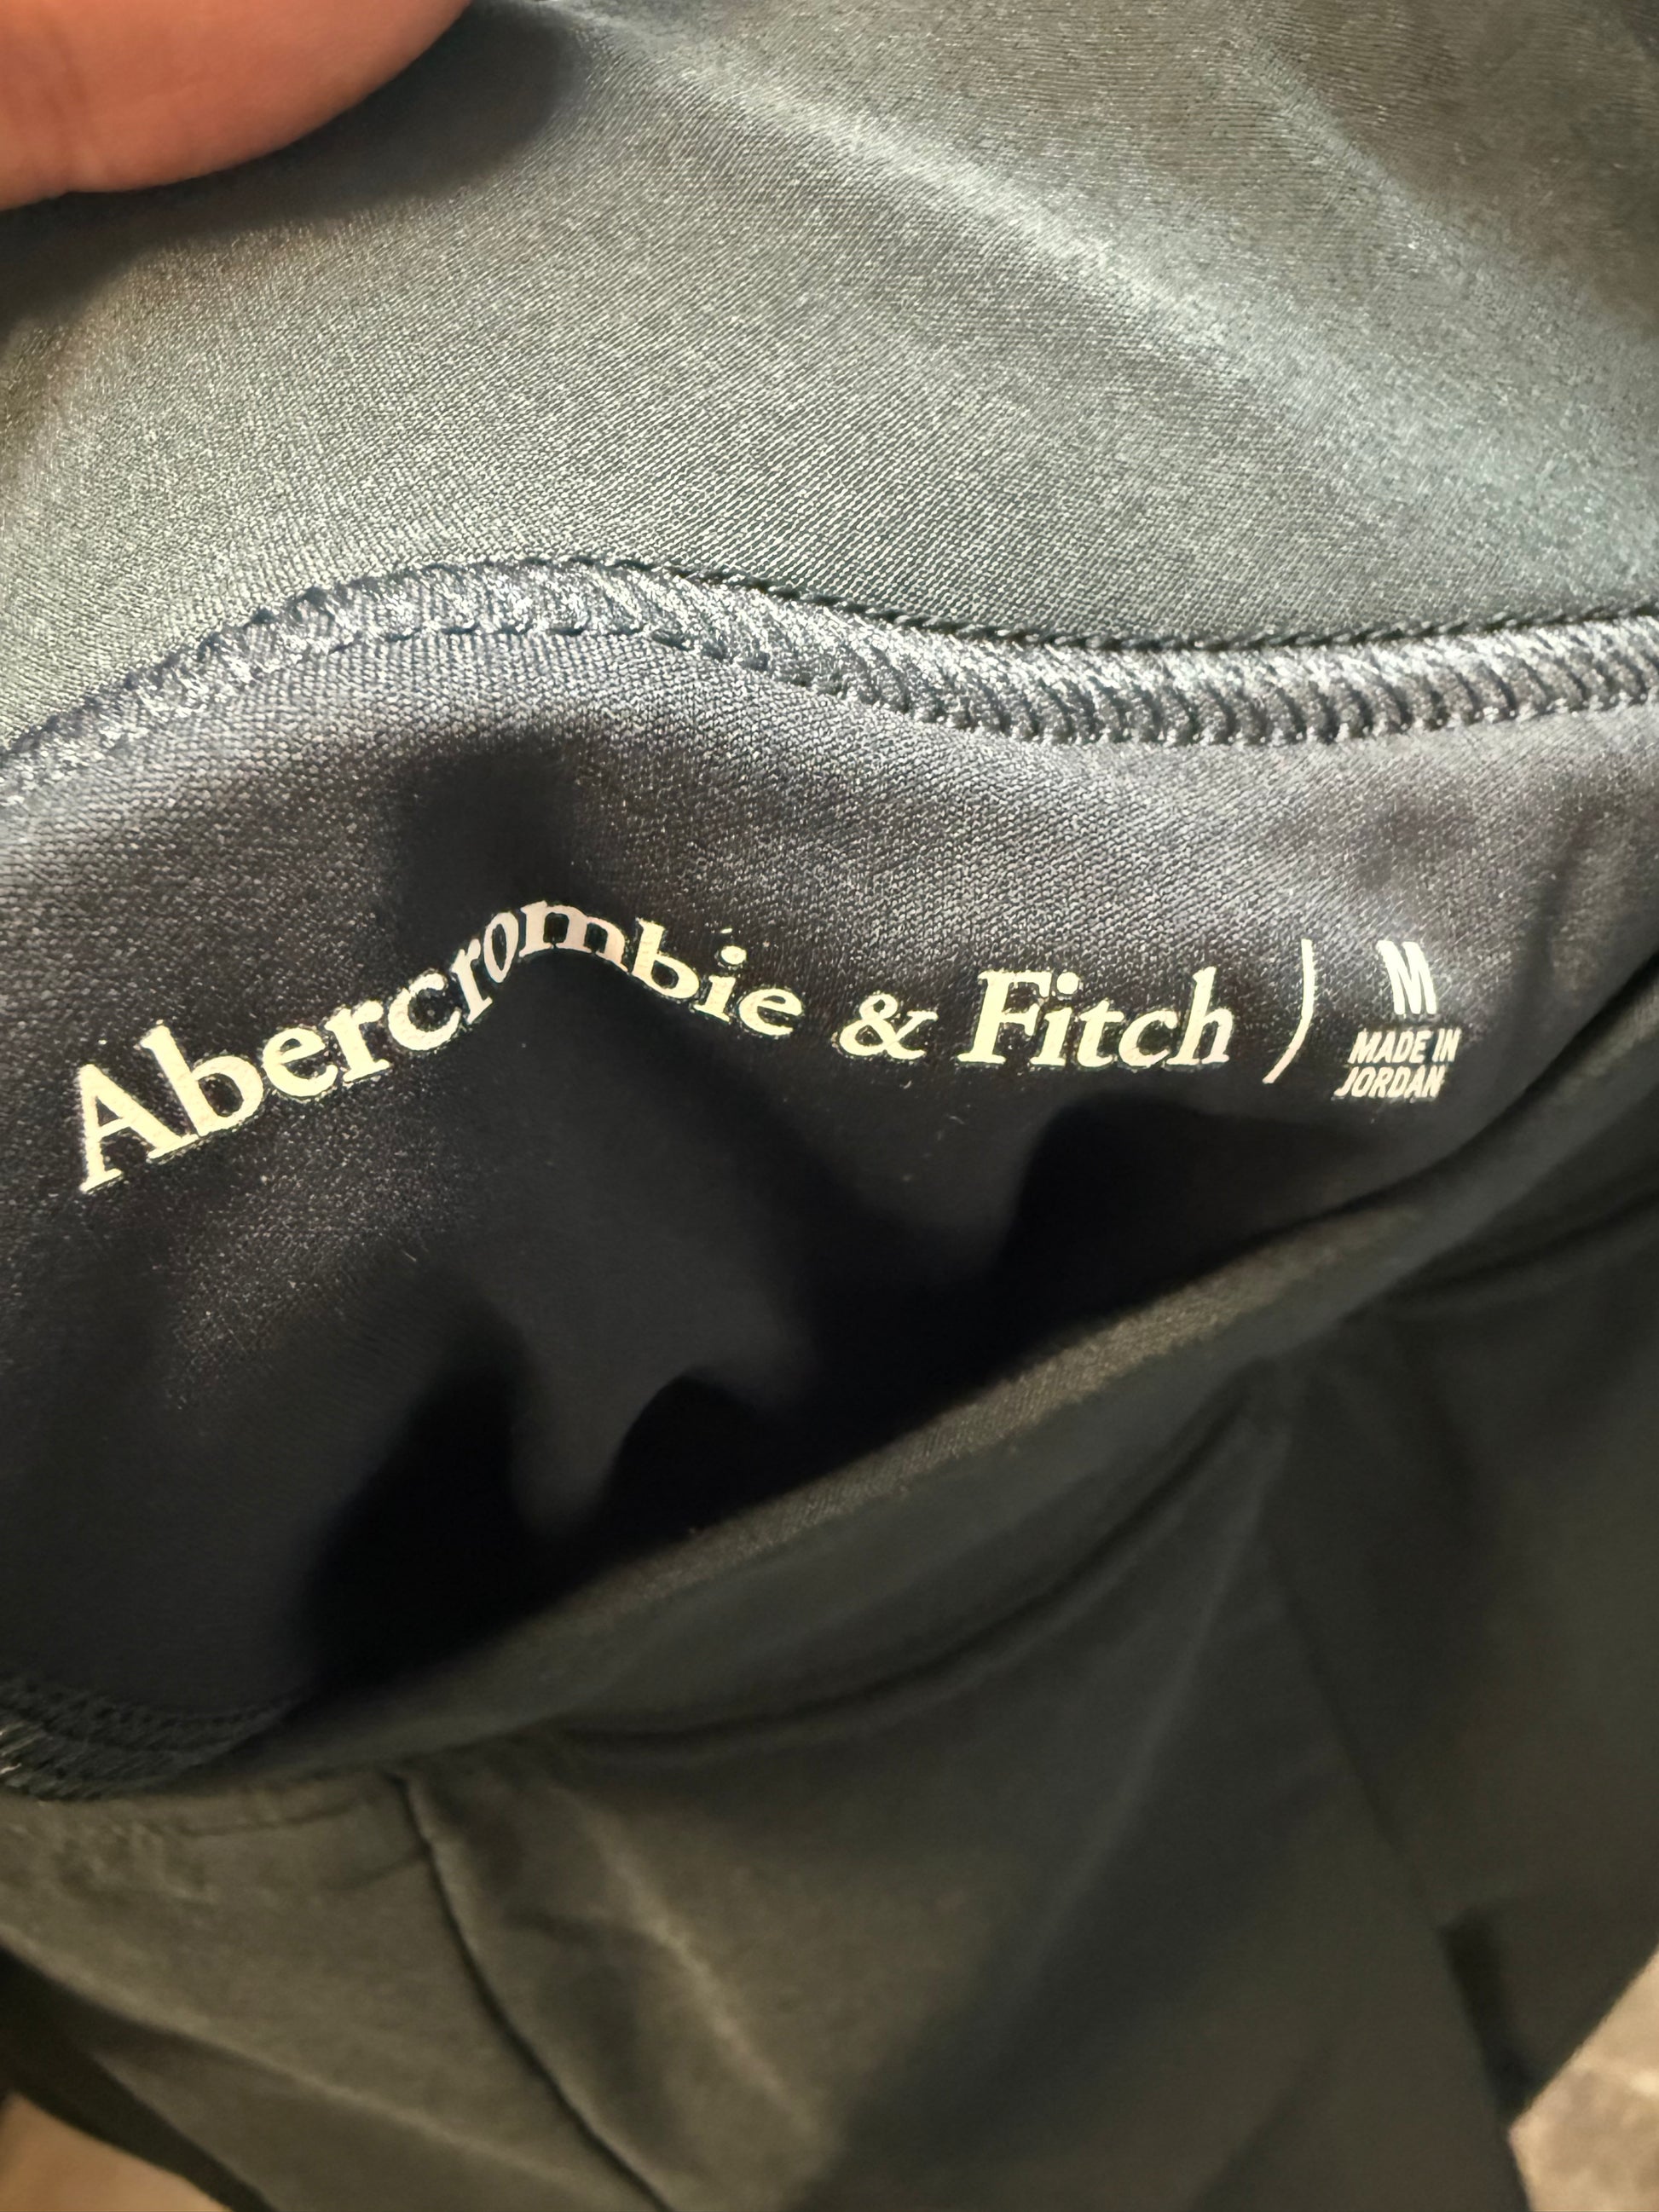 Abercrombie & Fitch
M
MADE IN
JORDAN